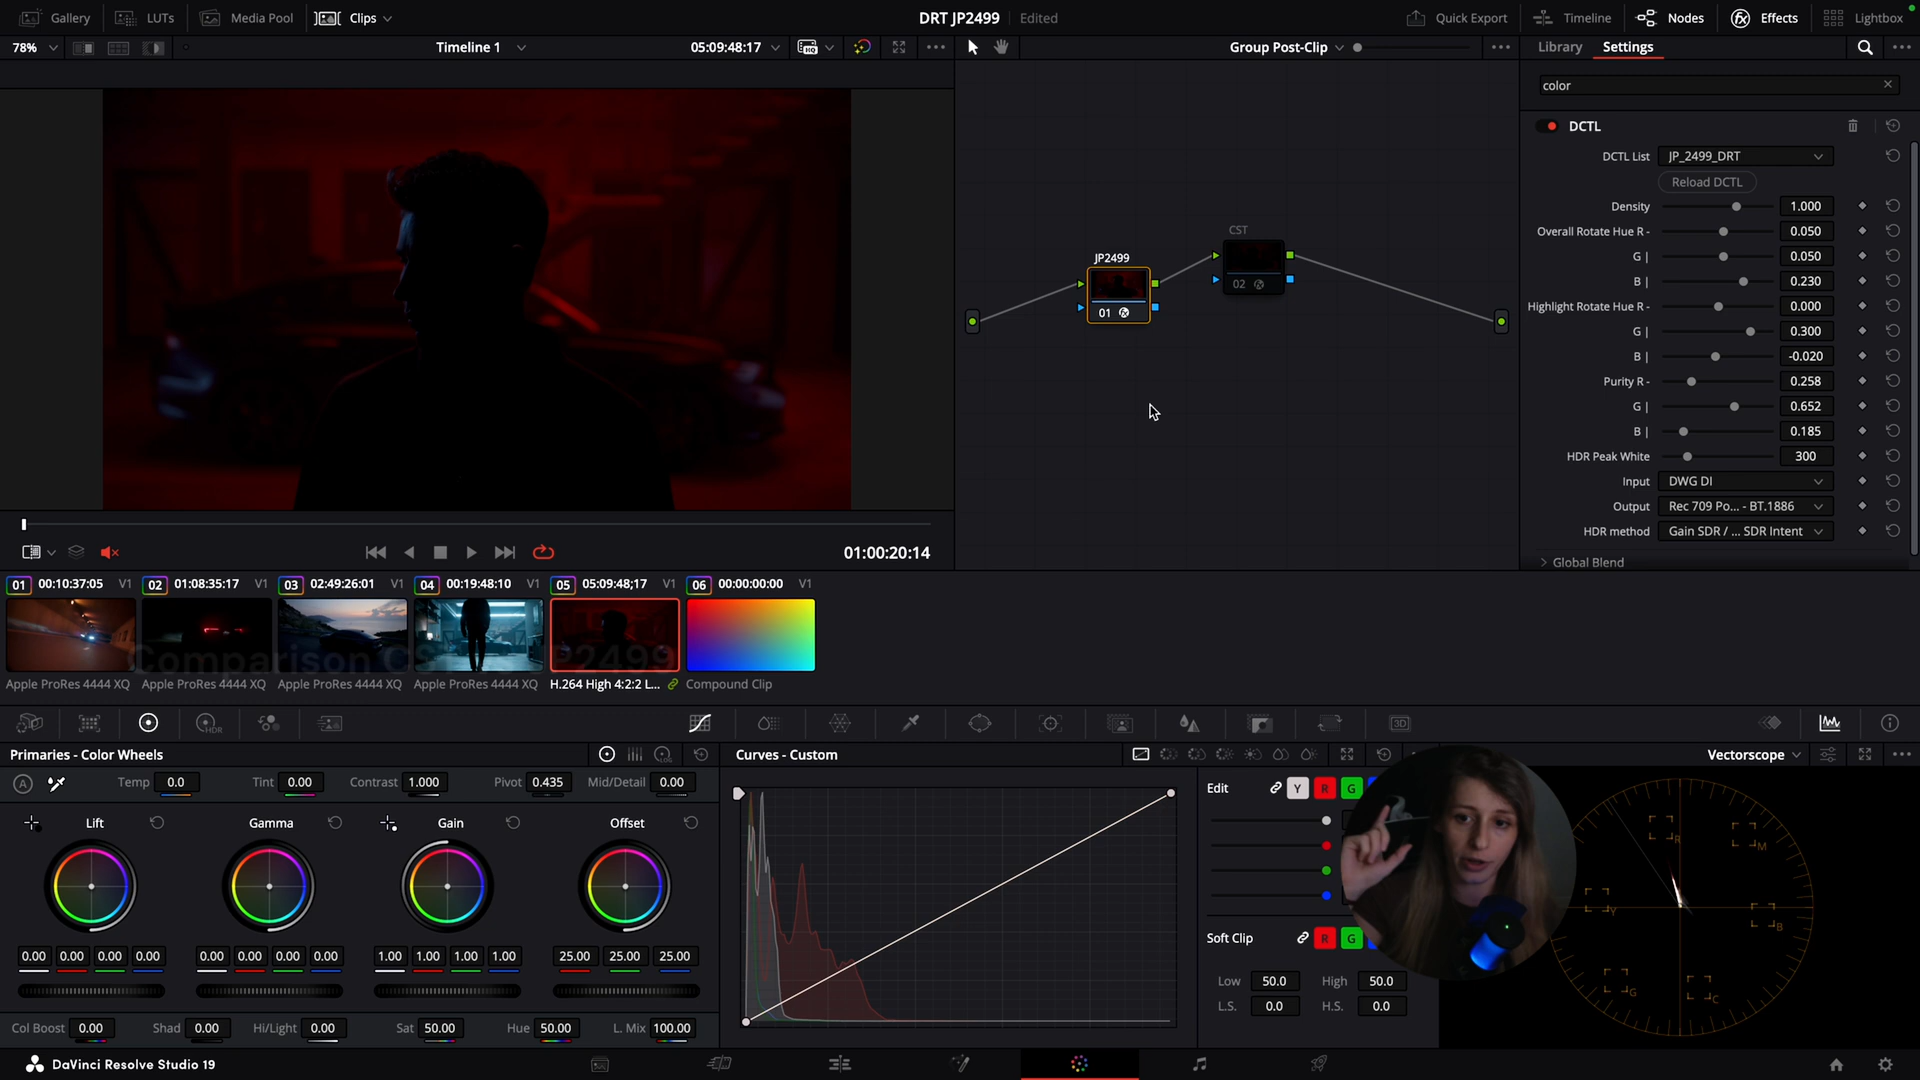 Gallery LUTs Media Pool Clips DRT JP2499 Edited Quick Export Timeline Nodes Effects Lightbox
78% Timeline 1 05:09:48:17 HQ Group Post-Clip Library Settings
color
DCTL
DCTL List JP_2499_DRT
Reload DCTL
Density 1.000
Overall Rotate Hue R - 0.050
G | 0.050
B | 0.230
Highlight Rotate Hue R - 0.000
G | 0.300
B | -0.020
Purity R - 0.258
G | 0.652
B | 0.185
HDR Peak White 300
Input DWG DI
Output Rec 709 Po... - BT.1886
HDR method Gain SDR / ... SDR Intent
Global Blend
CST
02
JP2499
01
01:00:20:14
01 00:10:37:05 V1 02 01:08:35:17 V1 03 02:49:26:01 V1 04 00:19:48:10 V1 05 05:09:48;17 V1 06 00:00:00:00 V1
Comparison CS P2499
Apple ProRes 4444 XQ Apple ProRes 4444 XQ Apple ProRes 4444 XQ Apple ProRes 4444 XQ H.264 High 4:2:2 L... Compound Clip
HDR 3D
Primaries - Color Wheels LOG Curves - Custom Vectorscope
A Temp 0.0 Tint 0.00 Contrast 1.000 Pivot 0.435 Mid/Detail 0.00
Edit Y R G
Lift Gamma Gain Offset
R M
Y B
G C
Soft Clip R G
0.00 0.00 0.00 0.00 0.00 0.00 0.00 0.00 1.00 1.00 1.00 1.00 25.00 25.00 25.00
Low 50.0 High 50.0
L.S. 0.0 H.S. 0.0
Col Boost 0.00 Shad 0.00 Hi/Light 0.00 Sat 50.00 Hue 50.00 L. Mix 100.00
DaVinci Resolve Studio 19